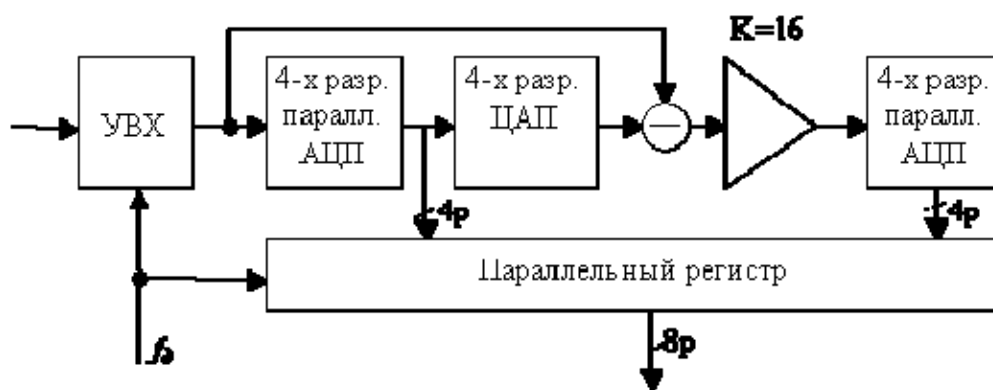 K=16
УВХ
4-х разр.
паралл.
АЦП
4-х разр.
ЦАП
4-х разр.
паралл.
АЦП
4р
4р
Параллельный регистр
8р